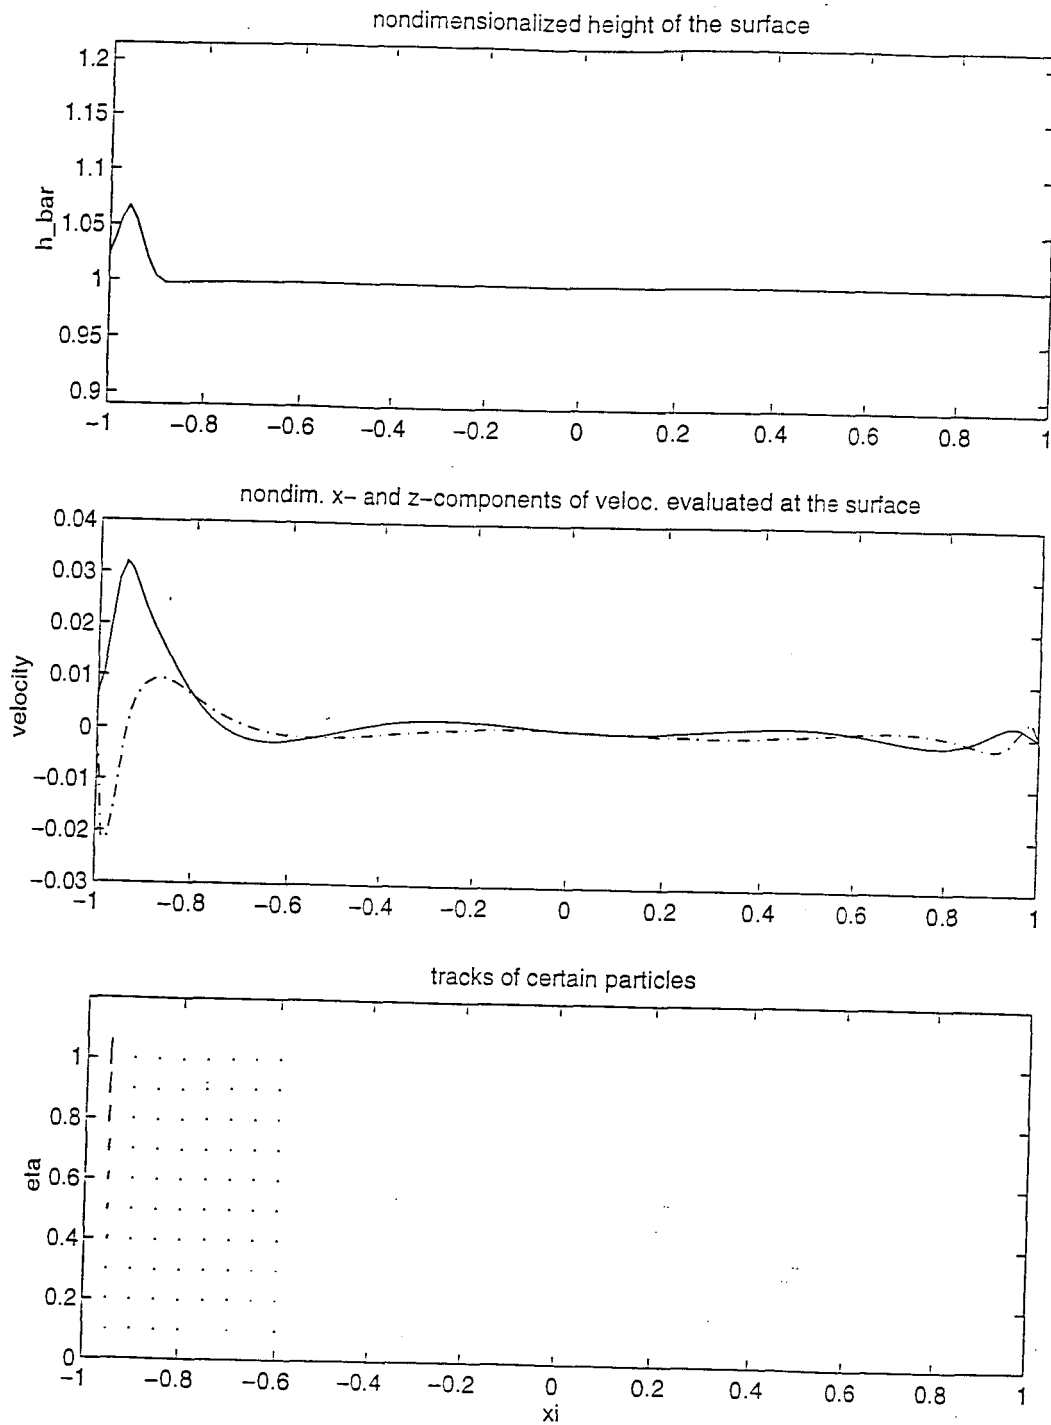 nondimensionalized height of the surface
1.2
1.15
1.1
1.05
1
0.95
0.9
h_bar
−1 −0.8 −0.6 −0.4 −0.2 0 0.2 0.4 0.6 0.8 1
nondim. x− and z−components of veloc. evaluated at the surface
0.04
0.03
0.02
0.01
0
−0.01
−0.02
−0.03
velocity
−1 −0.8 −0.6 −0.4 −0.2 0 0.2 0.4 0.6 0.8 1
tracks of certain particles
1
0.8
0.6
0.4
0.2
0
eta
−1 −0.8 −0.6 −0.4 −0.2 0 0.2 0.4 0.6 0.8 1
xi